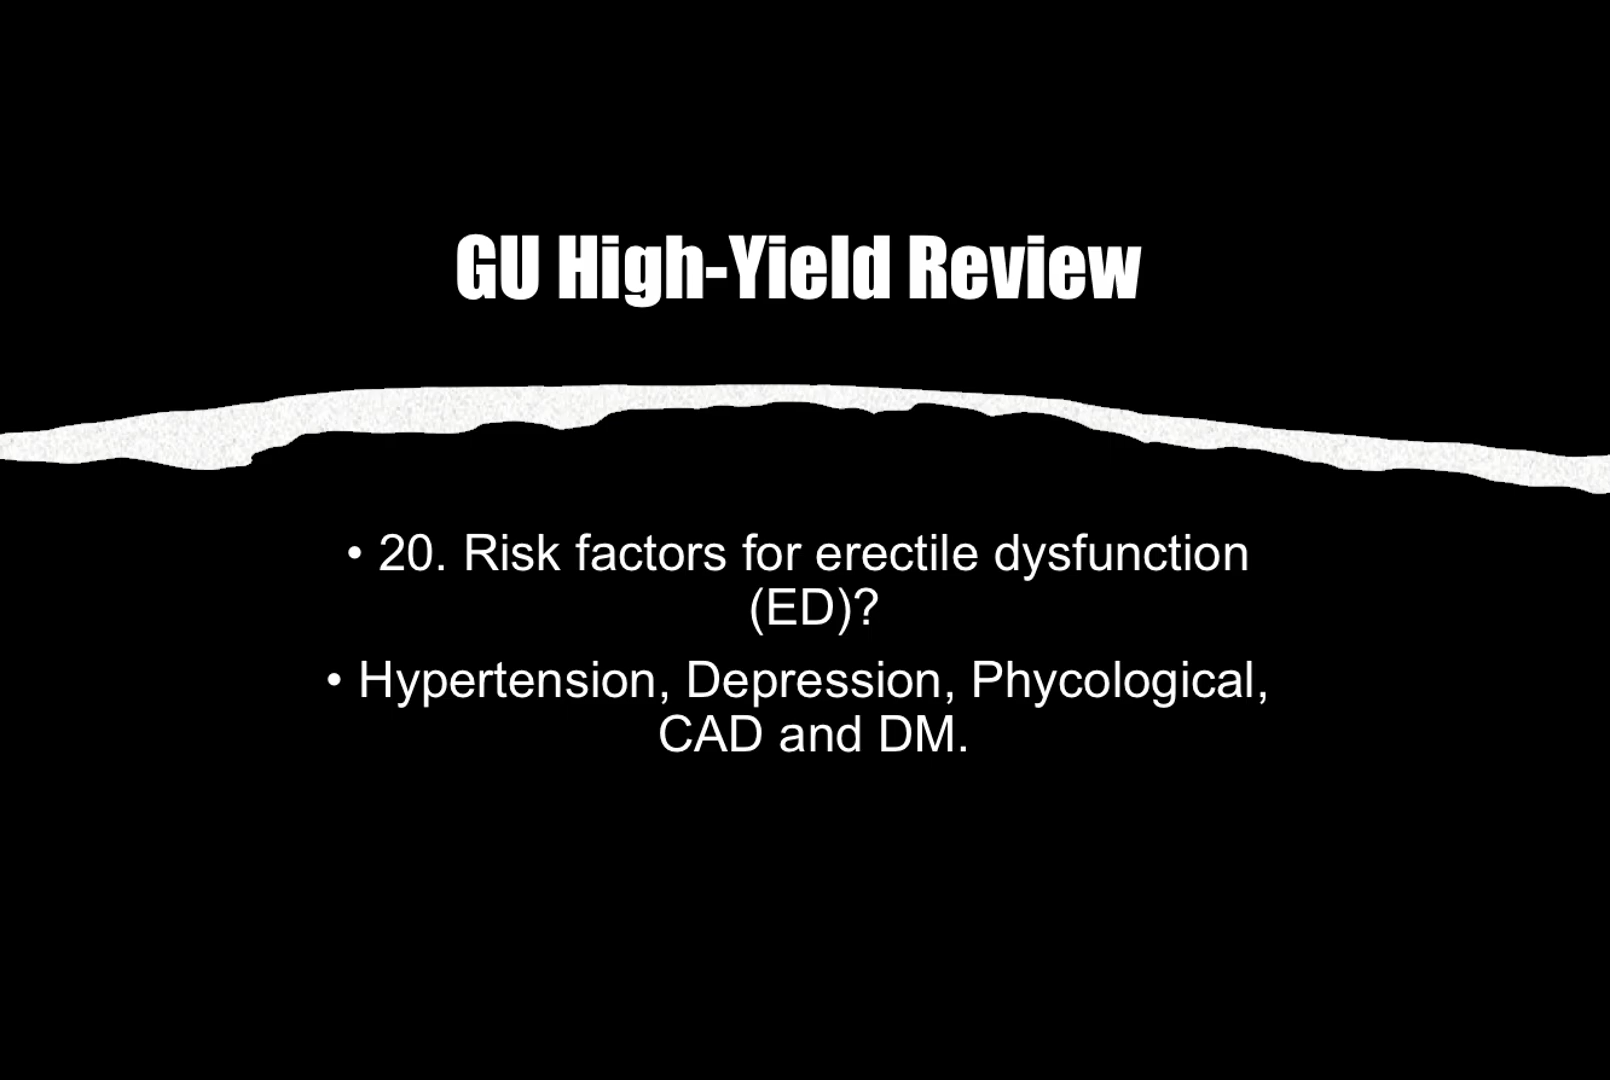 GU High-Yield Review
• 20. Risk factors for erectile dysfunction
(ED)?
• Hypertension, Depression, Phycological,
CAD and DM.